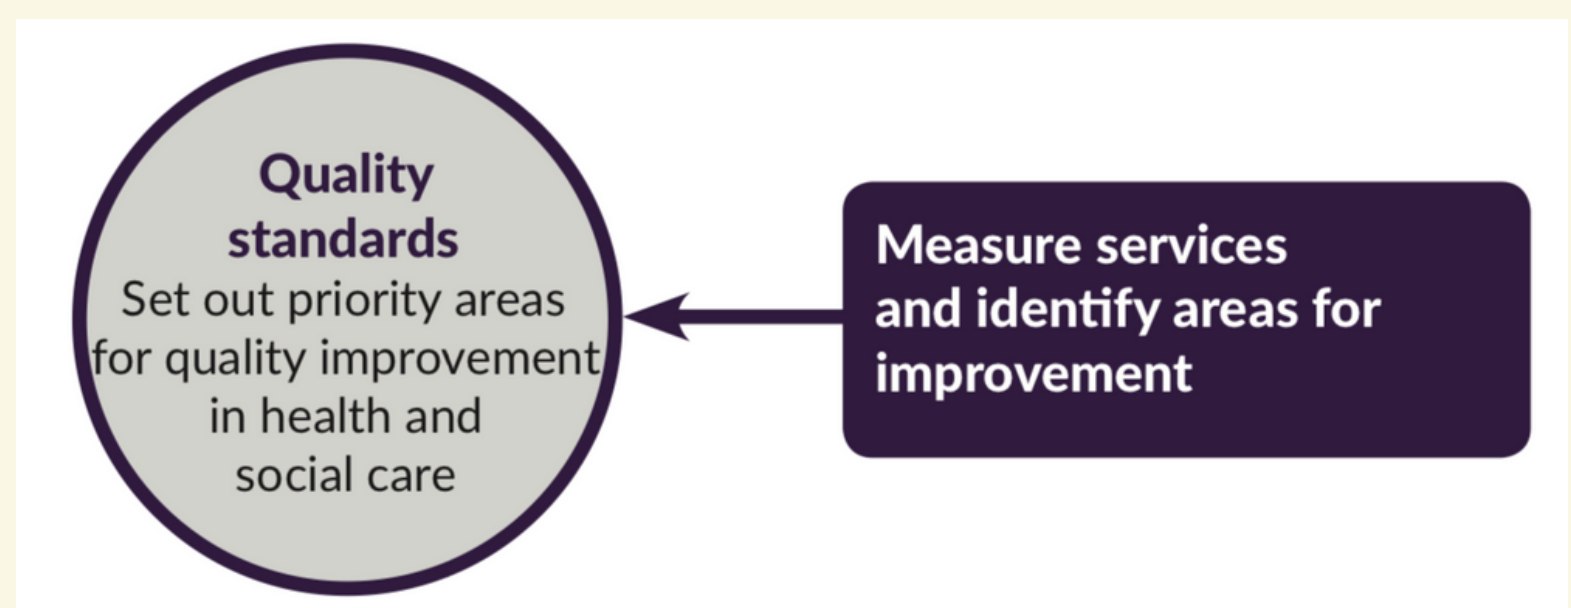 Quality
standards
Set out priority areas
for quality improvement
in health and
social care
Measure services
and identify areas for
improvement